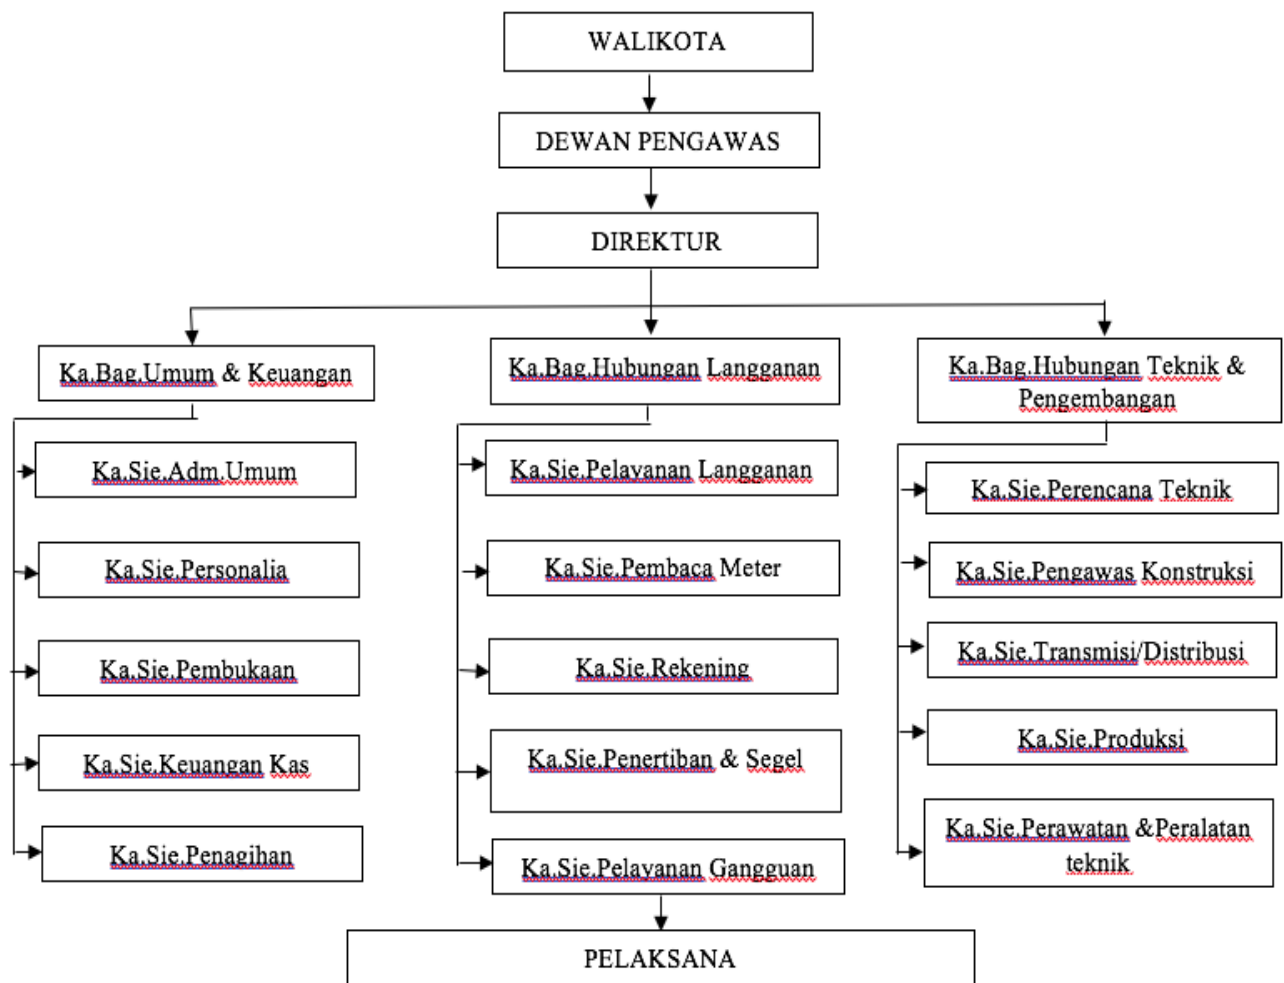 WALIKOTA
DEWAN PENGAWAS
DIREKTUR
Ka.Bag.Umum & Keuangan
Ka.Sie.Adm.Umum
Ka.Sie.Personalia
Ka.Sie.Pembukaan
Ka.Sie.Keuangan Kas
Ka.Sie.Penagihan
Ka.Bag.Hubungan Langganan
Ka.Sie.Pelayanan Langganan
Ka.Sie.Pembaca Meter
Ka.Sie.Rekening
Ka.Sie.Penertiban & Segel
Ka.Sie.Pelayanan Gangguan
Ka.Bag.Hubungan Teknik &
Pengembangan
Ka.Sie.Perencana Teknik
Ka.Sie.Pengawas Konstruksi
Ka.Sie.Transmisi/Distribusi
Ka.Sie.Produksi
Ka.Sie.Perawatan &Peralatan
teknik
PELAKSANA